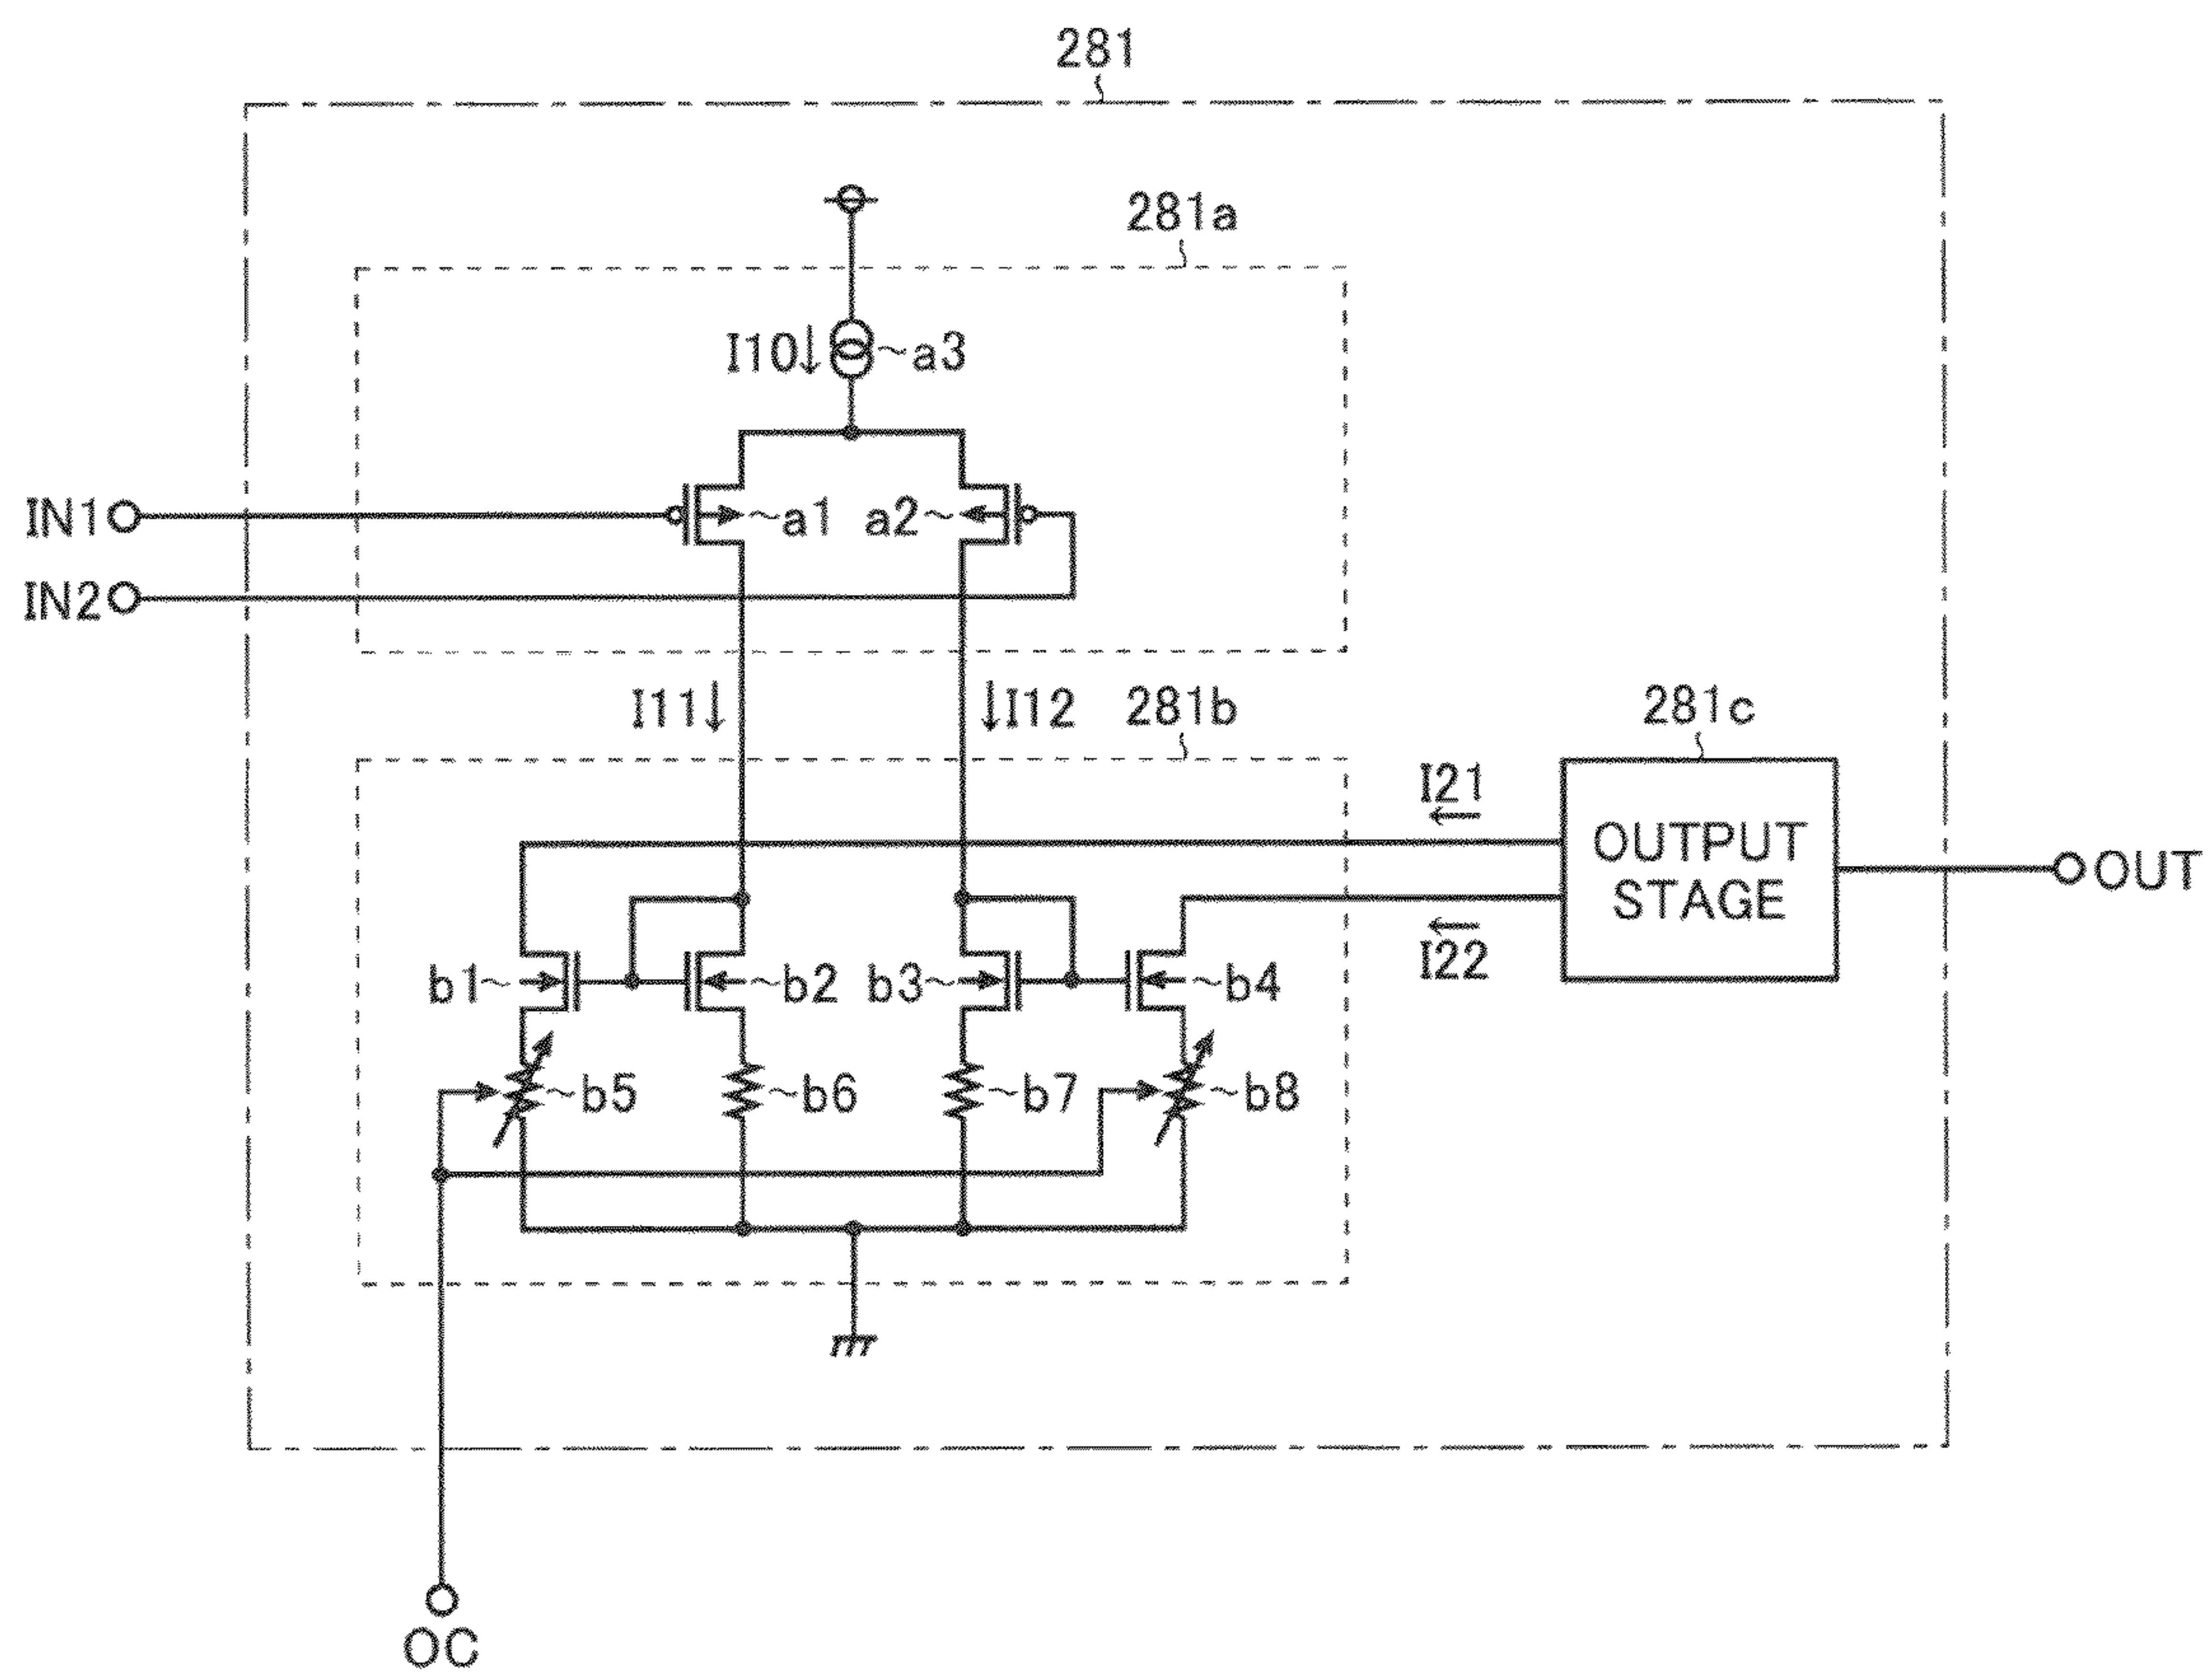 281
281a
I10↓ a3
IN1 a1 a2
IN2
I11↓ ↓I12 281b 281c
I21
←
OUTPUT
STAGE
OUT
←
I22
b1 b2 b3 b4
b5 b6 b7 b8
OC